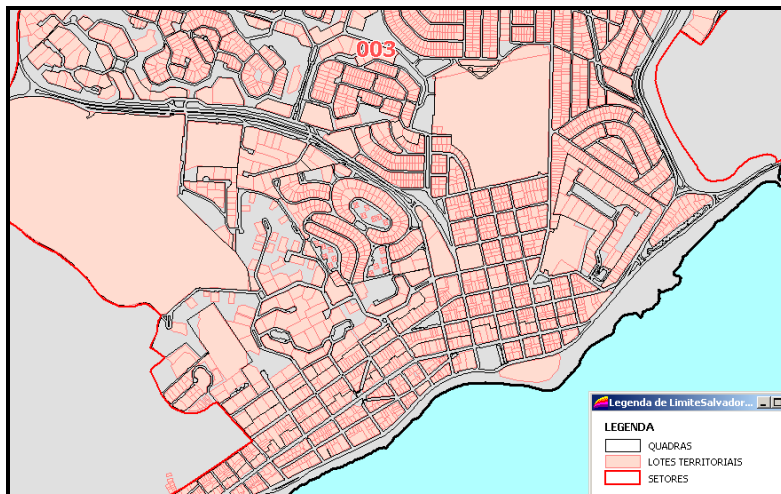 003
Legenda de LimiteSalvador...
LEGENDA
QUADRAS
LOTES TERRITORIAIS
SETORES